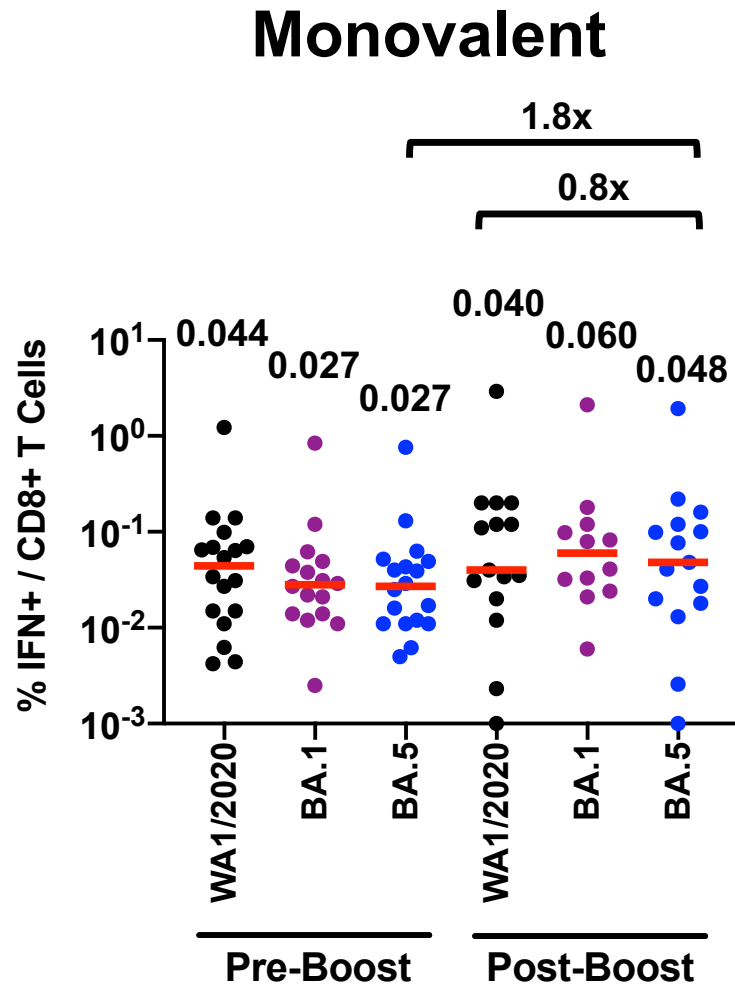 Monovalent
1.8x
0.8x
0.044
0.027
0.027
0.040
0.060
0.048
% IFN+ / CD8+ T Cells
10¹
10⁰
10⁻¹
10⁻²
10⁻³
WA1/2020
BA.1
BA.5
WA1/2020
BA.1
BA.5
Pre-Boost
Post-Boost